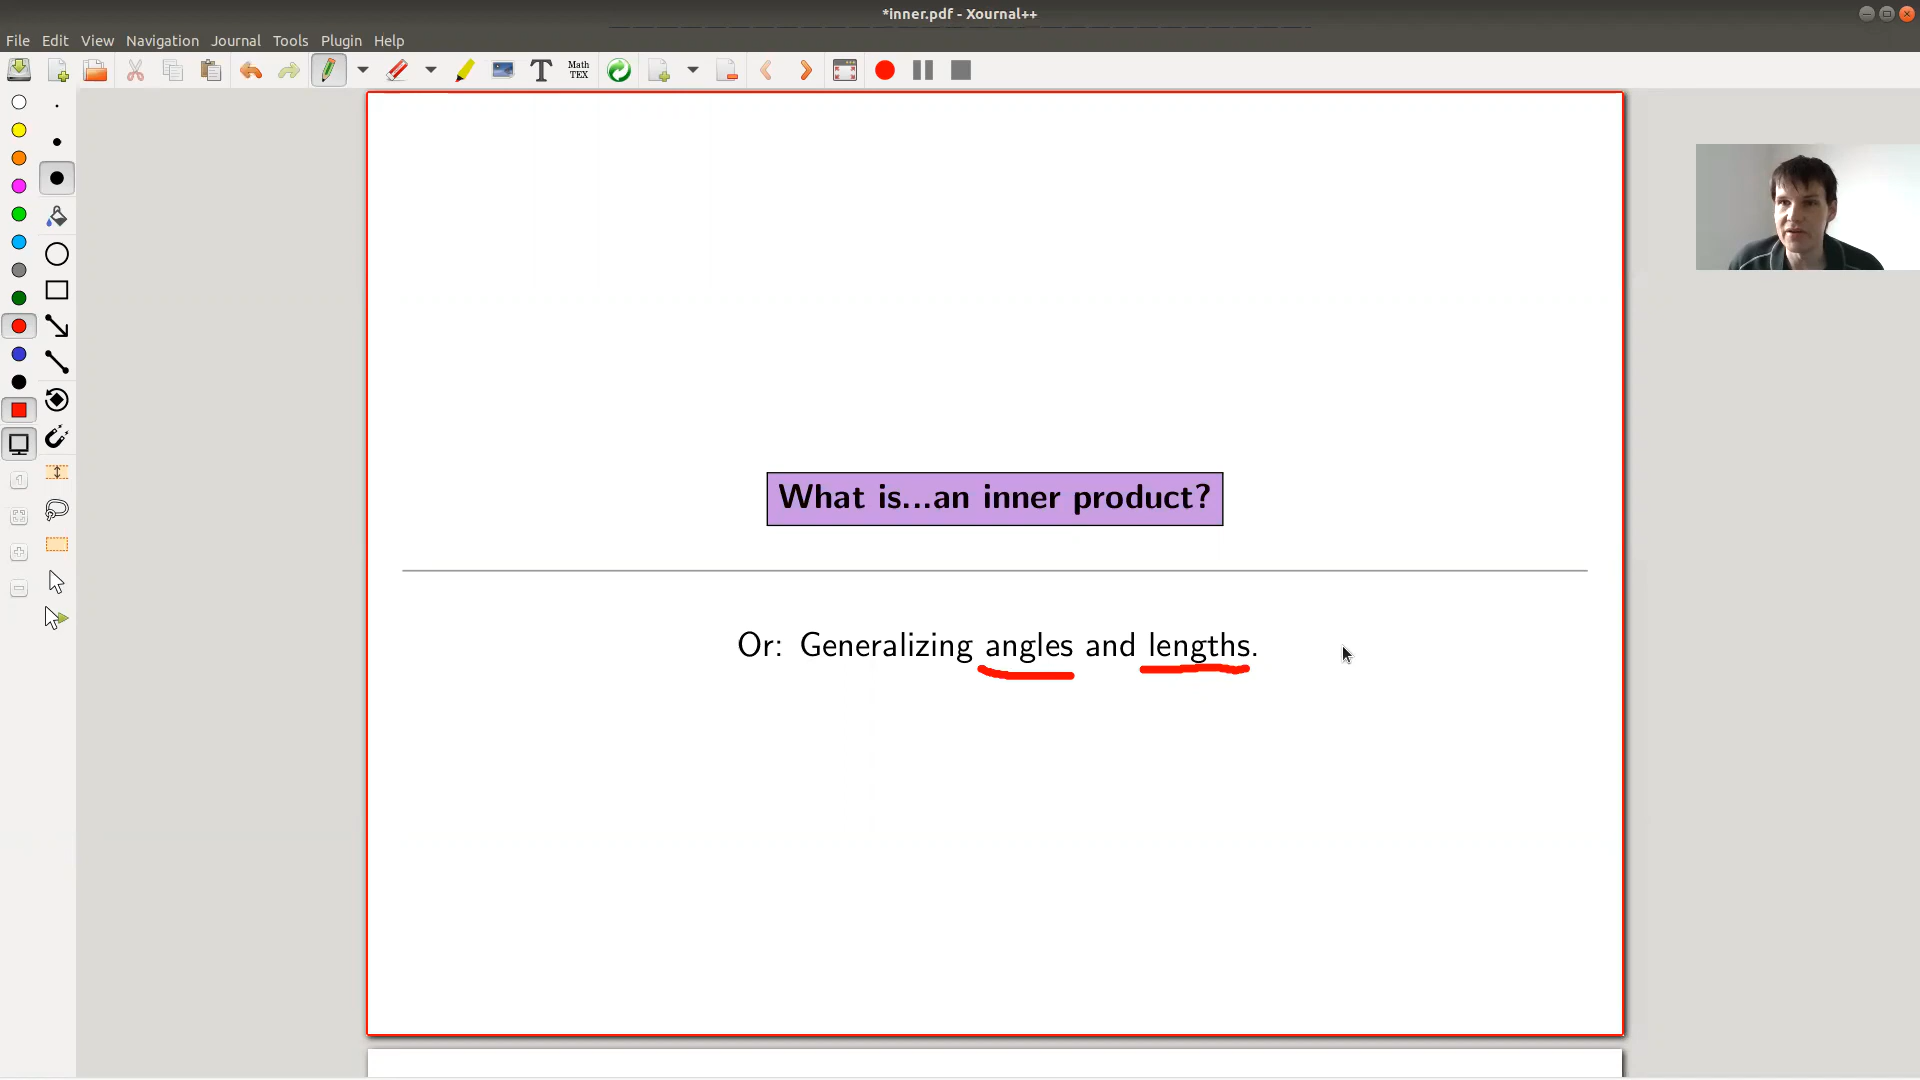 *inner.pdf - Xournal++
File Edit View Navigation Journal Tools Plugin Help
T Math TEX
What is...an inner product?
Or: Generalizing angles and lengths.